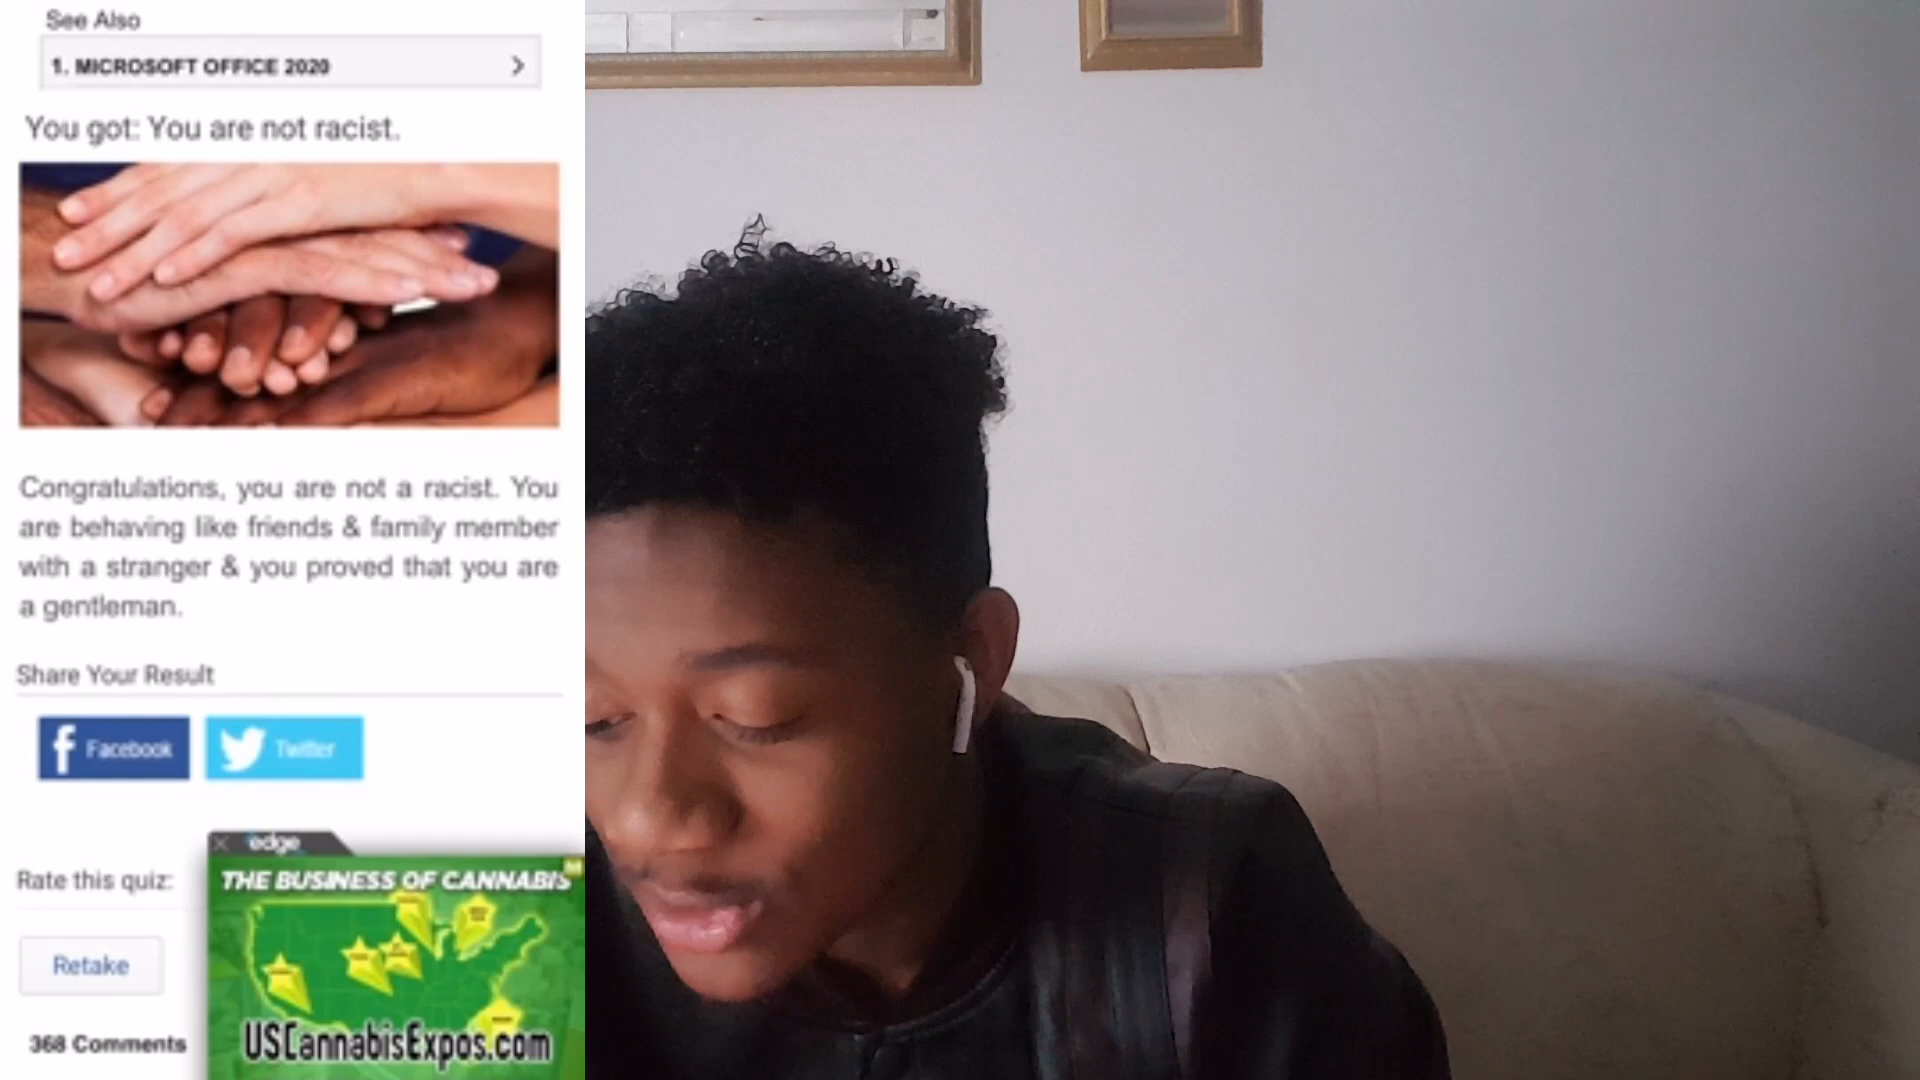 See Also
1. MICROSOFT OFFICE 2020
You got: You are not racist.
Congratulations, you are not a racist. You
are behaving like friends & family member
with a stranger & you proved that you are
a gentleman.
Share Your Result
Facebook
Twitter
edge
THE BUSINESS OF CANNABIS
Rate this quiz:
Retake
USCannabisExpos.com
368 Comments